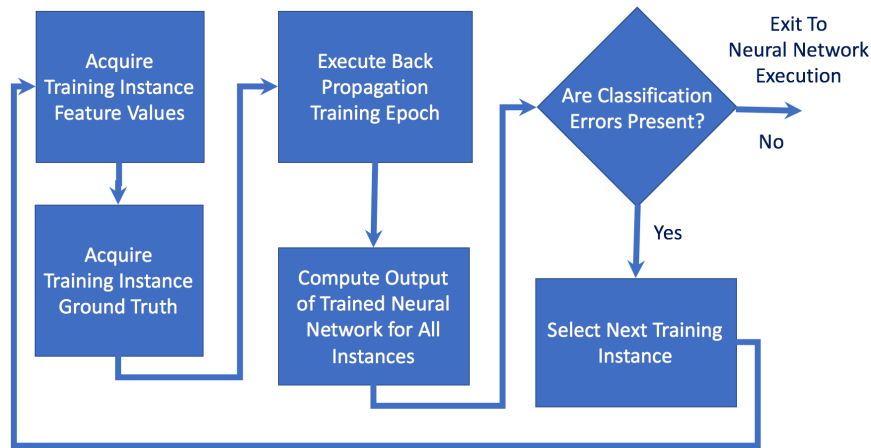 Acquire
Training Instance
Feature Values
Acquire
Training Instance
Ground Truth
Execute Back
Propagation
Training Epoch
Compute Output
of Trained Neural
Network for All
Instances
Are Classification
Errors Present?
Exit To
Neural Network
Execution
No
Yes
Select Next Training
Instance